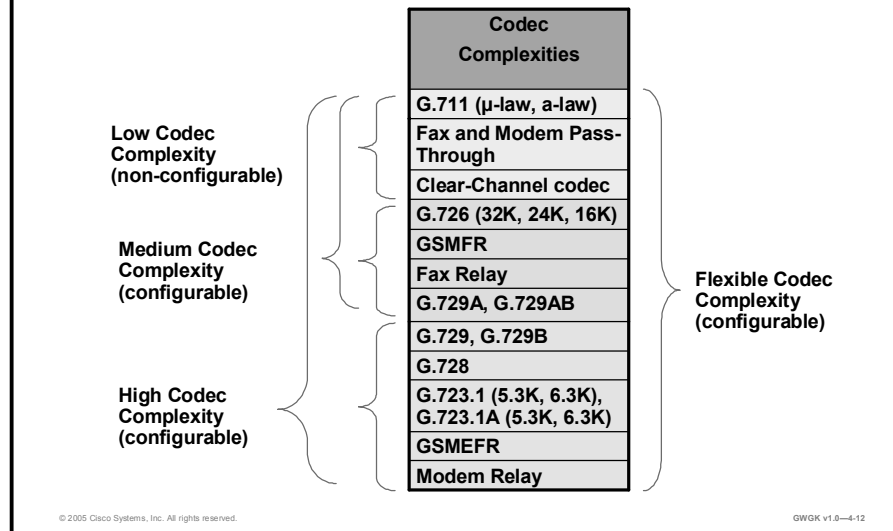 Codec
Complexities
Low Codec
Complexity
(non-configurable)
Medium Codec
Complexity
(configurable)
High Codec
Complexity
(configurable)
G.711 (µ-law, a-law)
Fax and Modem Pass-
Through
Clear-Channel codec
G.726 (32K, 24K, 16K)
GSMFR
Fax Relay
G.729A, G.729AB
G.729, G.729B
G.728
G.723.1 (5.3K, 6.3K),
G.723.1A (5.3K, 6.3K)
GSMEFR
Modem Relay
Flexible Codec
Complexity
(configurable)
© 2005 Cisco Systems, Inc. All rights reserved.
GWGK v1.0—4-12